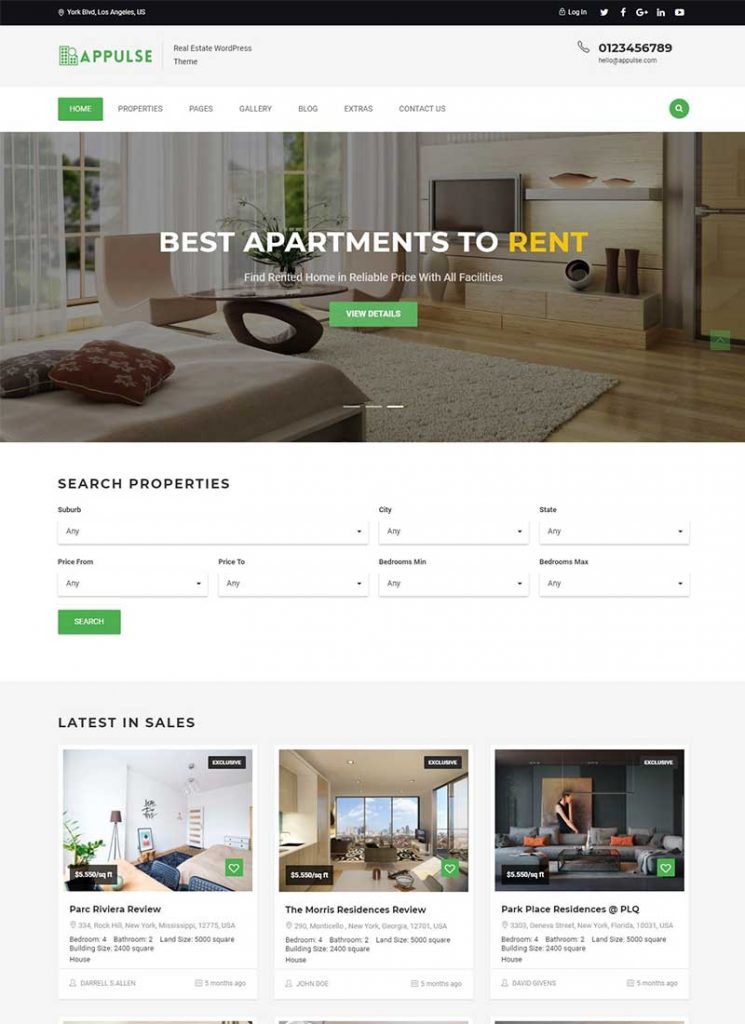 York Blvd, Los Angeles, US
Log In
APPULSE
Real Estate WordPress
Theme
0123456789
hello@appulse.com
HOME PROPERTIES PAGES GALLERY BLOG EXTRAS CONTACT US
BEST APARTMENTS TO RENT
Find Rented Home in Reliable Price With All Facilities
VIEW DETAILS
SEARCH PROPERTIES
Suburb City State
Any Any Any
Price From Price To Bedrooms Min Bedrooms Max
Any Any Any Any
SEARCH
LATEST IN SALES
EXCLUSIVE
$5.550/sq ft
Parc Riviera Review
334, Rock Hill, New York, Mississippi, 12775, USA
Bedroom: 4 Bathroom: 2 Land Size: 5000 square
Building Size: 2400 square
House
DARRELL S.ALLEN 5 months ago
EXCLUSIVE
$5.550/sq ft
The Morris Residences Review
290, Monticello , New York, Georgia, 12701, USA
Bedroom: 4 Bathroom: 2 Land Size: 5000 square
Building Size: 2400 square
House
JOHN DOE 5 months ago
EXCLUSIVE
$5.550/sq ft
Park Place Residences @ PLQ
3303, Geneva Street, New York, Florida, 10031, USA
Bedroom: 4 Bathroom: 2 Land Size: 5000 square
Building Size: 2400 square
House
DAVID GIVENS 5 months ago